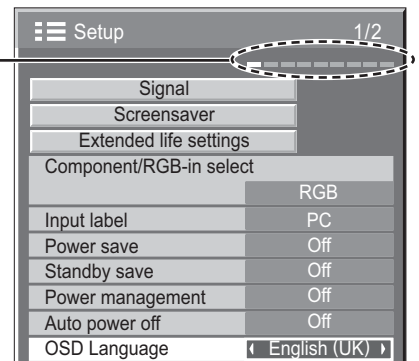 Setup 1/2
Signal
Screensaver
Extended life settings
Component/RGB-in select
RGB
Input label PC
Power save Off
Standby save Off
Power management Off
Auto power off Off
OSD Language English (UK)